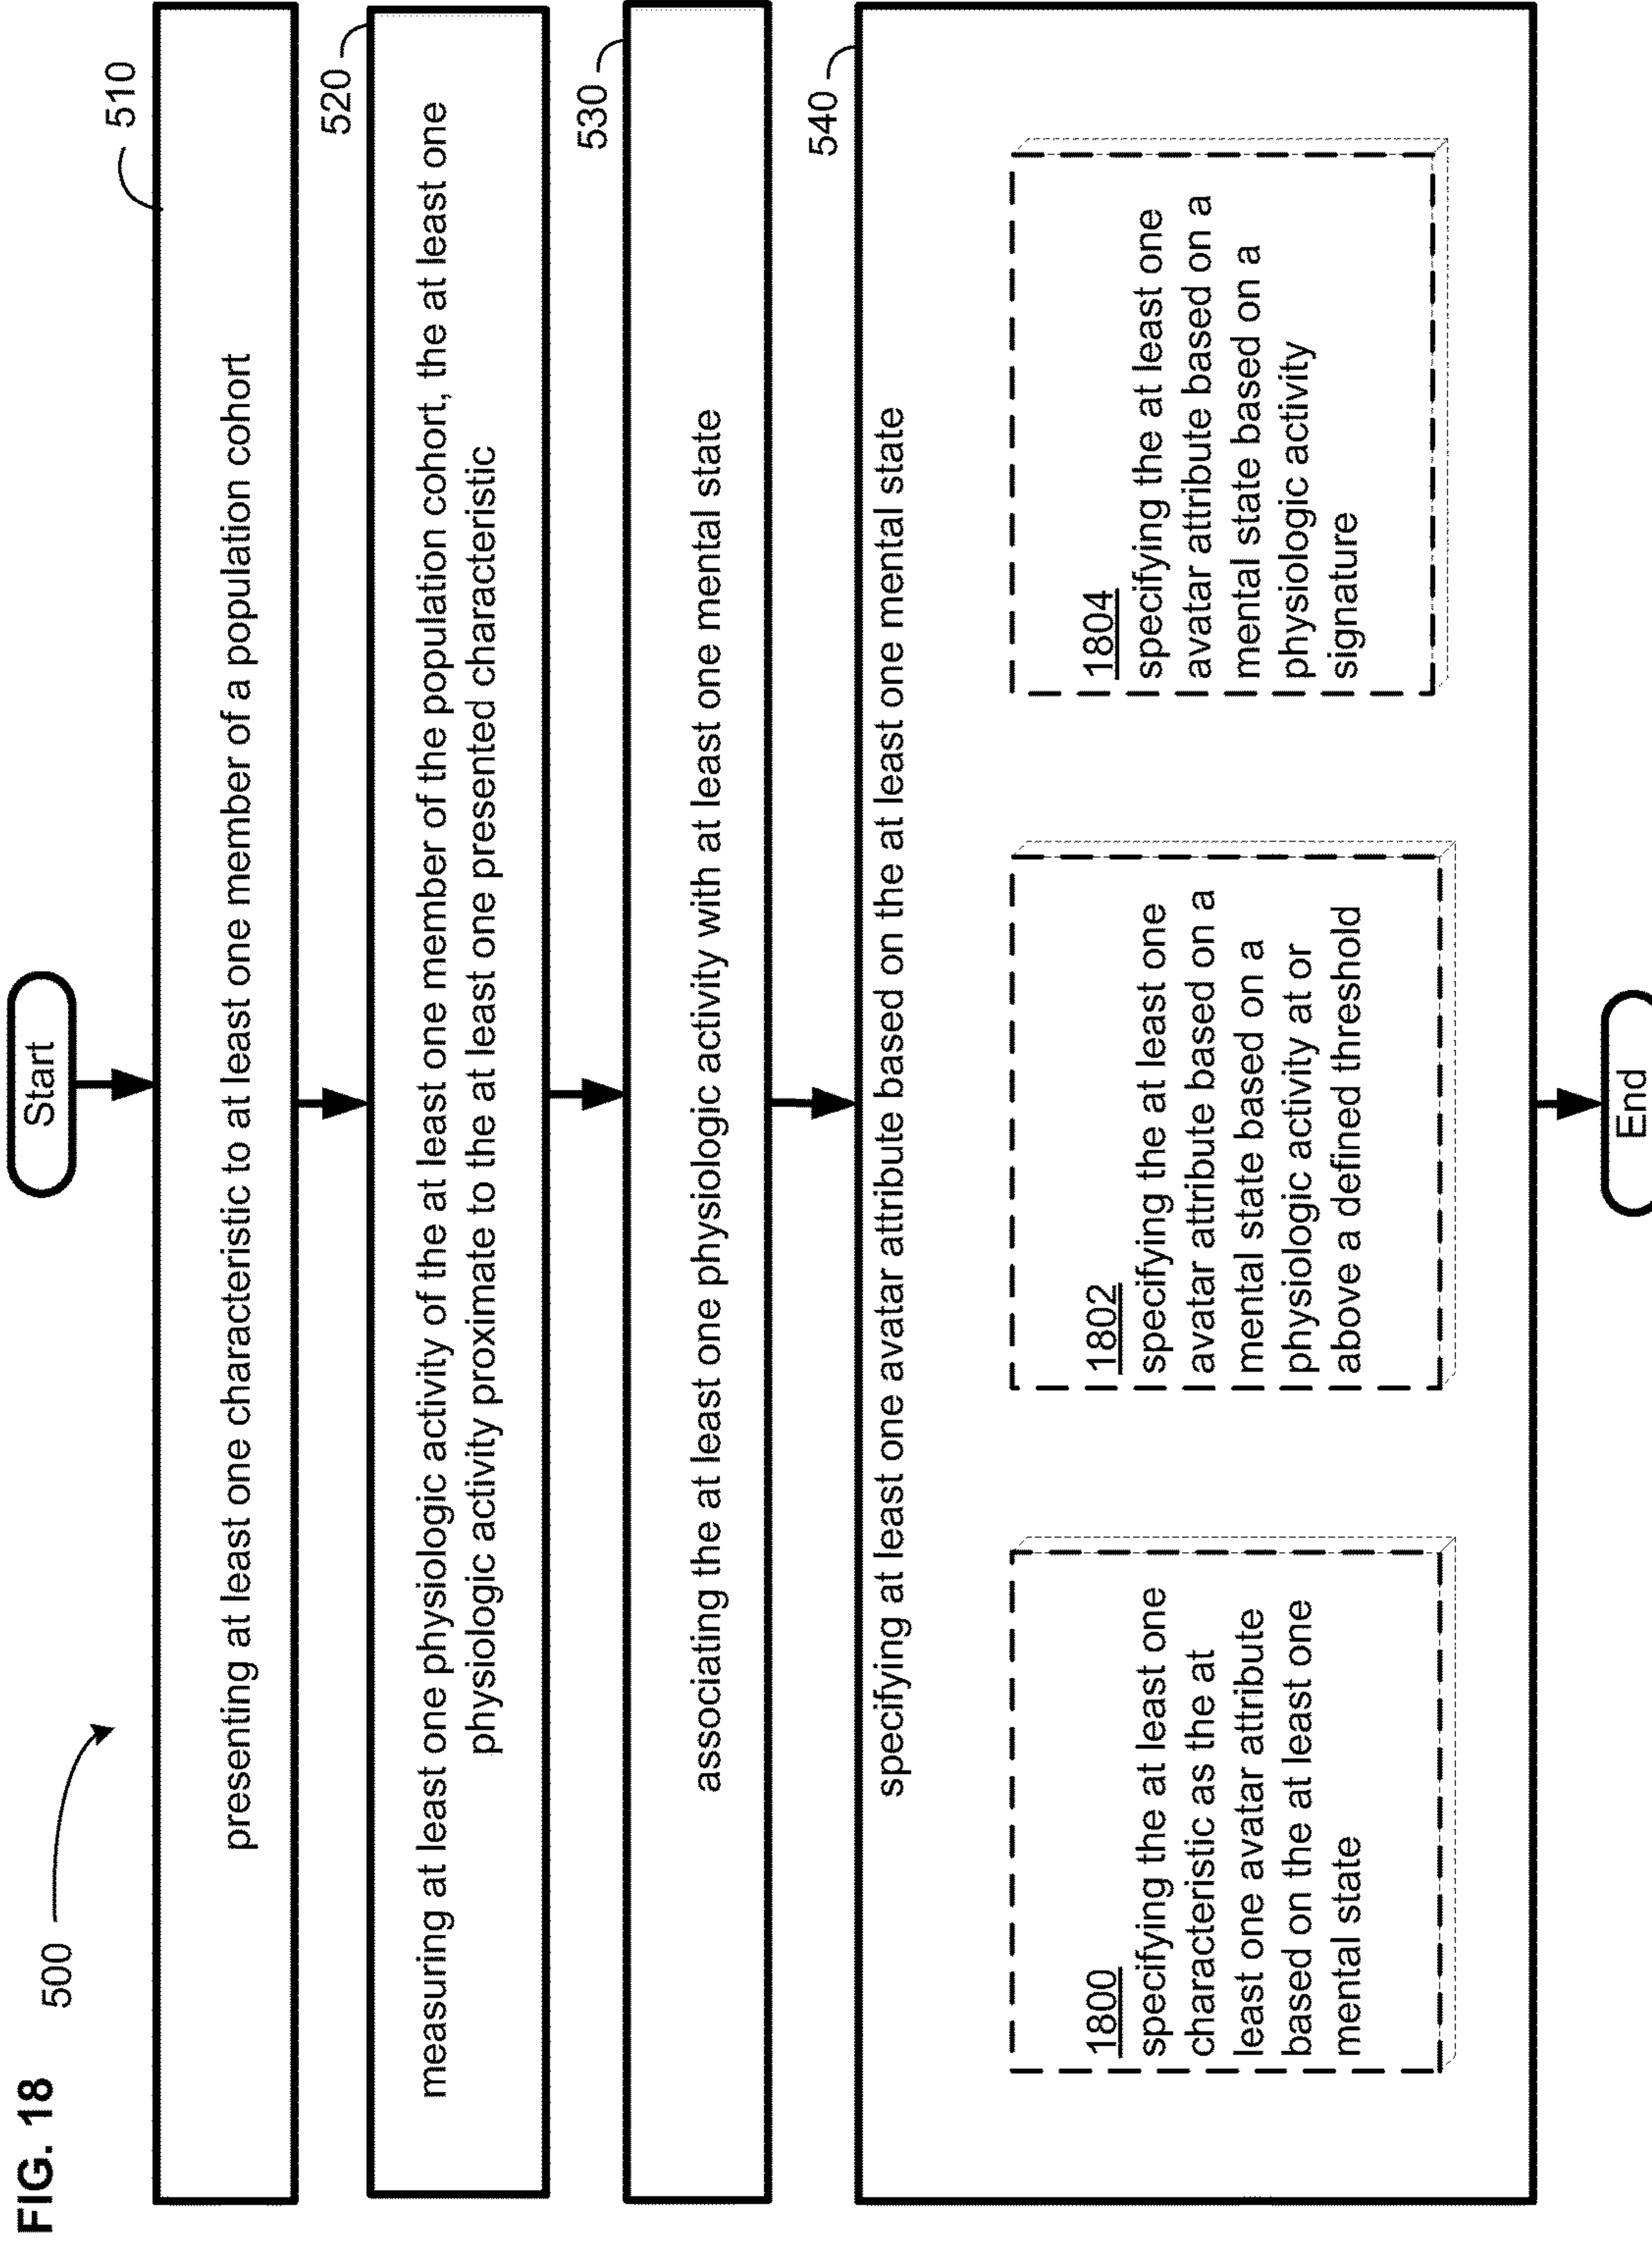 FIG. 18
500
Start
510
presenting at least one characteristic to at least one member of a population cohort
520
measuring at least one physiologic activity of the at least one member of the population cohort, the at least one
physiologic activity proximate to the at least one presented characteristic
530
associating the at least one physiologic activity with at least one mental state
540
specifying at least one avatar attribute based on the at least one mental state
1800
specifying the at least one
characteristic as the at
least one avatar attribute
based on the at least one
mental state
1802
specifying the at least one
avatar attribute based on a
mental state based on a
physiologic activity at or
above a defined threshold
1804
specifying the at least one
avatar attribute based on a
mental state based on a
physiologic activity
signature
End